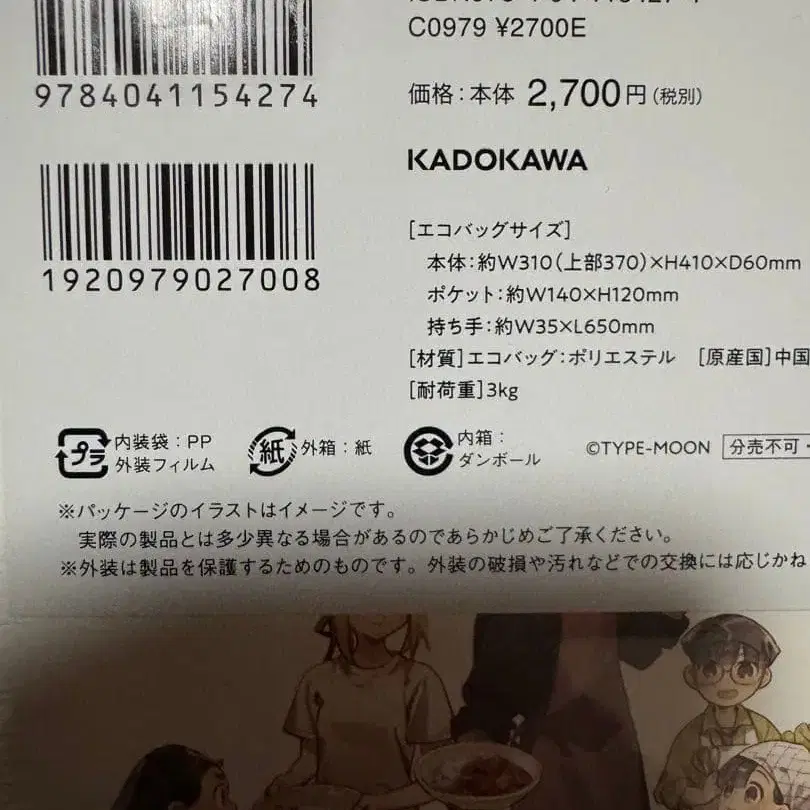 C0979 ¥2700E
9784041154274
価格：本体 2,700円（税別）
KADOKAWA
1920979027008
［エコバッグサイズ］
本体：約W310（上部370）×H410×D60mm
ポケット：約W140×H120mm
持ち手：約W35×L650mm
［材質］エコバッグ：ポリエステル ［原産国］中国
［耐荷重］3kg
プラ 内装袋：PP
外装フィルム
紙 外箱：紙
内箱：
ダンボール
©TYPE-MOON 分売不可
※パッケージのイラストはイメージです。
実際の製品とは多少異なる場合があるのであらかじめご了承ください。
※外装は製品を保護するためのものです。外装の破損や汚れなどでの交換には応じかね